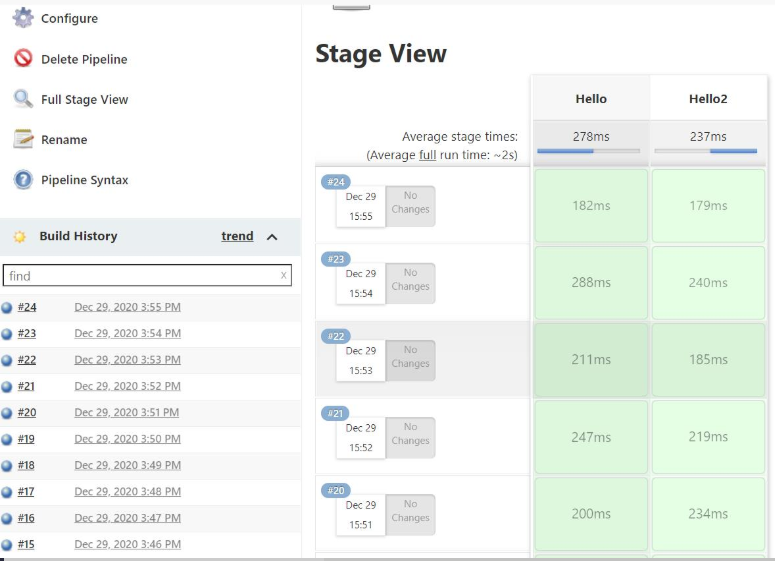 Configure
Delete Pipeline
Full Stage View
Rename
Pipeline Syntax
Build History trend
find x
#24 Dec 29, 2020 3:55 PM
#23 Dec 29, 2020 3:54 PM
#22 Dec 29, 2020 3:53 PM
#21 Dec 29, 2020 3:52 PM
#20 Dec 29, 2020 3:51 PM
#19 Dec 29, 2020 3:50 PM
#18 Dec 29, 2020 3:49 PM
#17 Dec 29, 2020 3:48 PM
#16 Dec 29, 2020 3:47 PM
#15 Dec 29, 2020 3:46 PM
Stage View
Hello Hello2
Average stage times: 278ms 237ms
(Average full run time: ~2s)
#24
Dec 29 No
15:55 Changes
182ms 179ms
#23
Dec 29 No
15:54 Changes
288ms 240ms
#22
Dec 29 No
15:53 Changes
211ms 185ms
#21
Dec 29 No
15:52 Changes
247ms 219ms
#20
Dec 29 No
15:51 Changes
200ms 234ms